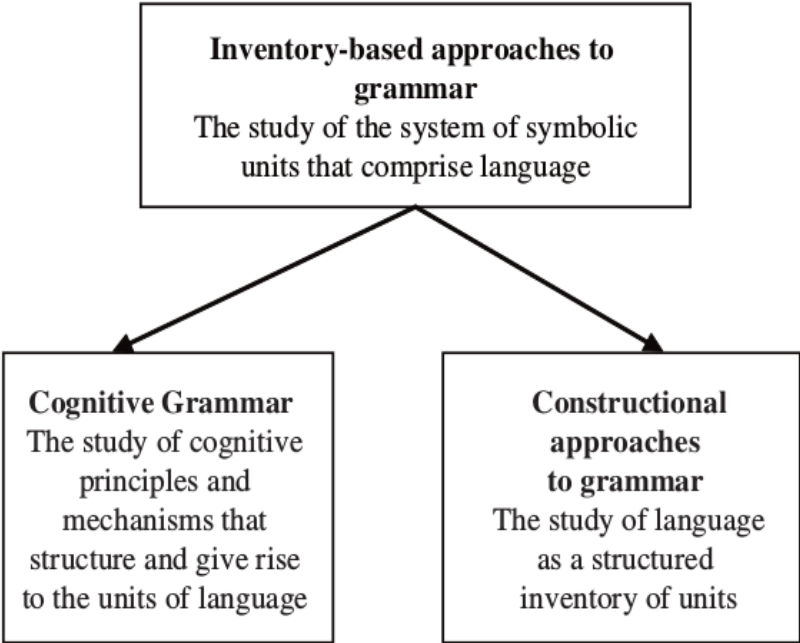 Inventory-based approaches to
grammar
The study of the system of symbolic
units that comprise language
Cognitive Grammar
The study of cognitive
principles and
mechanisms that
structure and give rise
to the units of language
Constructional
approaches
to grammar
The study of language
as a structured
inventory of units